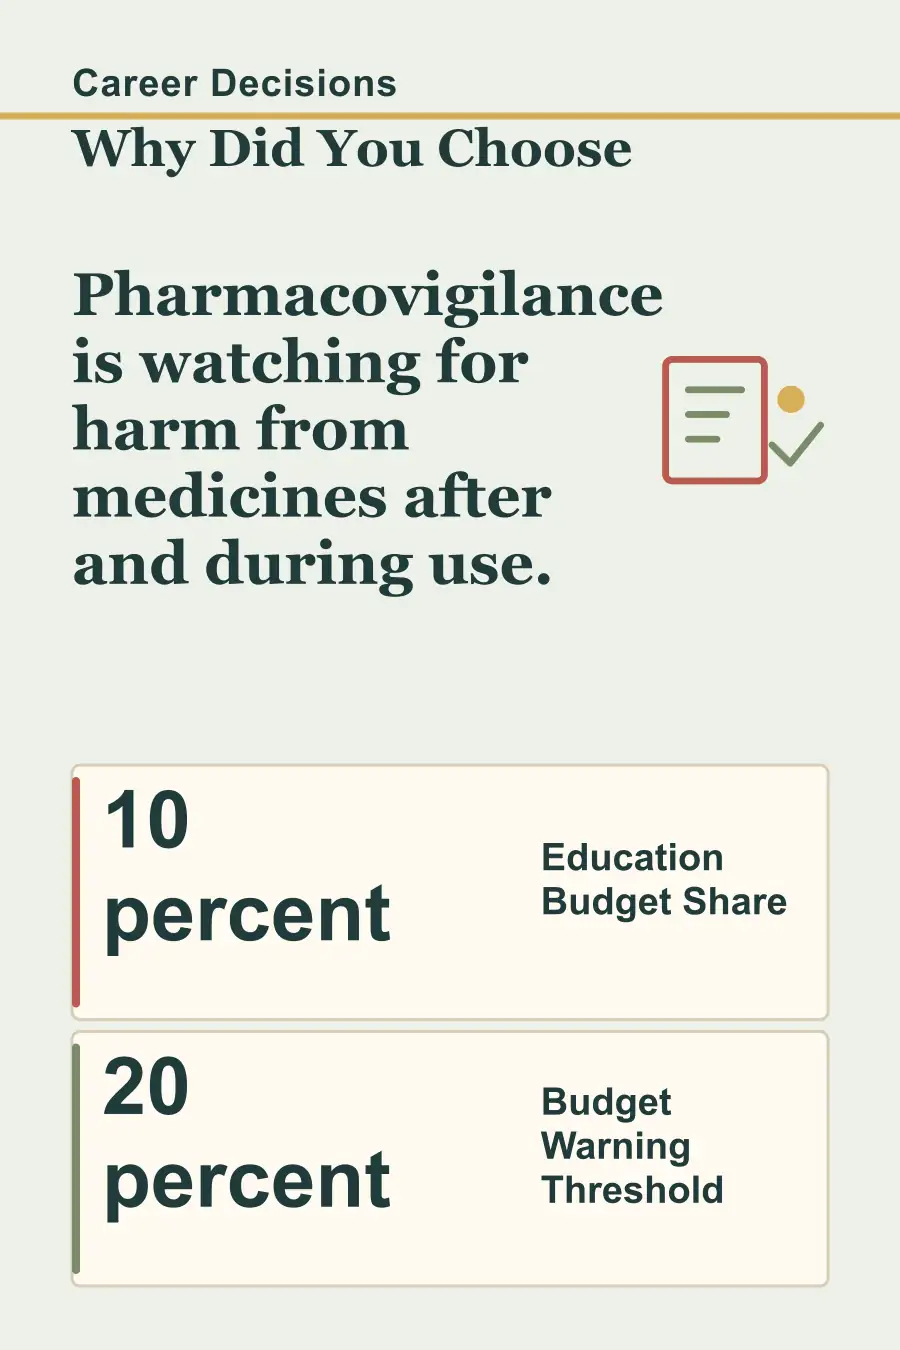 Career Decisions
Why Did You Choose
Pharmacovigilance
is watching for
harm from
medicines after
and during use.
10
percent
Education
Budget Share
20
percent
Budget
Warning
Threshold